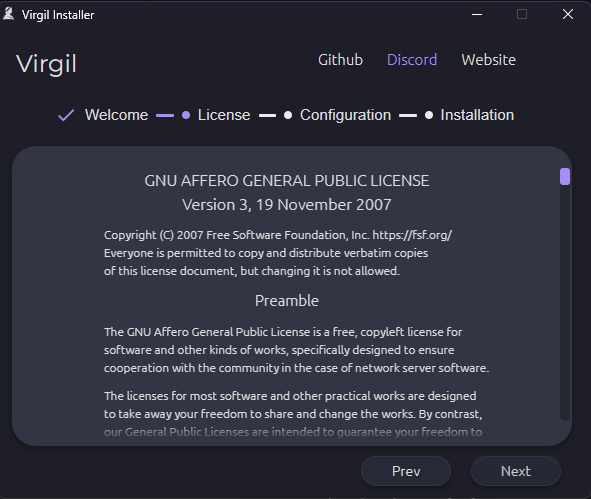 Virgil Installer
Virgil
Github Discord Website
Welcome License Configuration Installation
GNU AFFERO GENERAL PUBLIC LICENSE
Version 3, 19 November 2007
Copyright (C) 2007 Free Software Foundation, Inc. https://fsf.org/
Everyone is permitted to copy and distribute verbatim copies
of this license document, but changing it is not allowed.
Preamble
The GNU Affero General Public License is a free, copyleft license for
software and other kinds of works, specifically designed to ensure
cooperation with the community in the case of network server software.
The licenses for most software and other practical works are designed
to take away your freedom to share and change the works. By contrast,
our General Public Licenses are intended to guarantee your freedom to
Prev Next